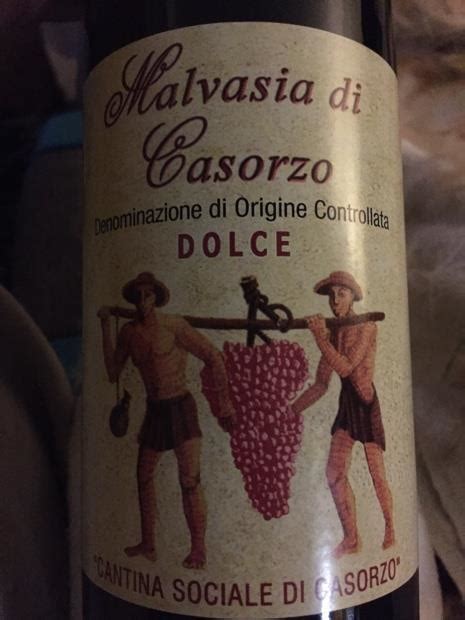 Malvasia di
Casorzo
Denominazione di Origine Controllata
DOLCE
"CANTINA SOCIALE DI CASORZO"